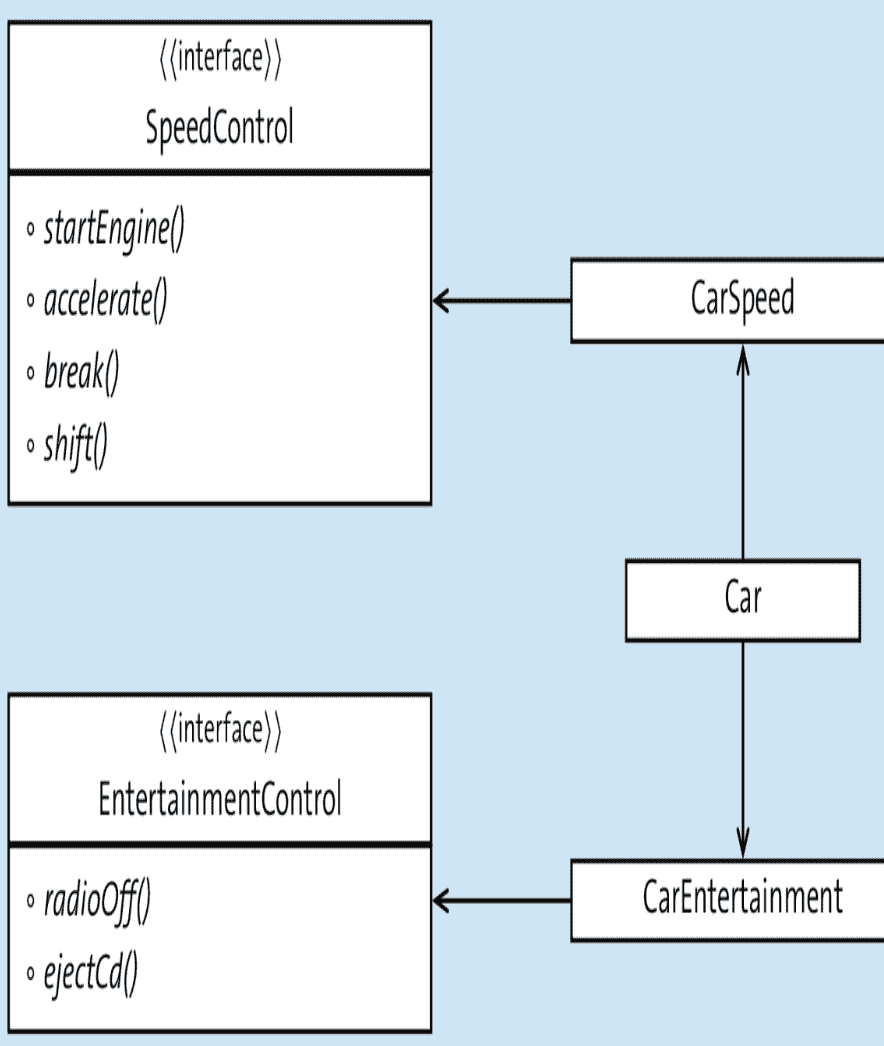 ⟨⟨interface⟩⟩
SpeedControl
startEngine()
accelerate()
break()
shift()
CarSpeed
Car
⟨⟨interface⟩⟩
EntertainmentControl
radioOff()
ejectCd()
CarEntertainment